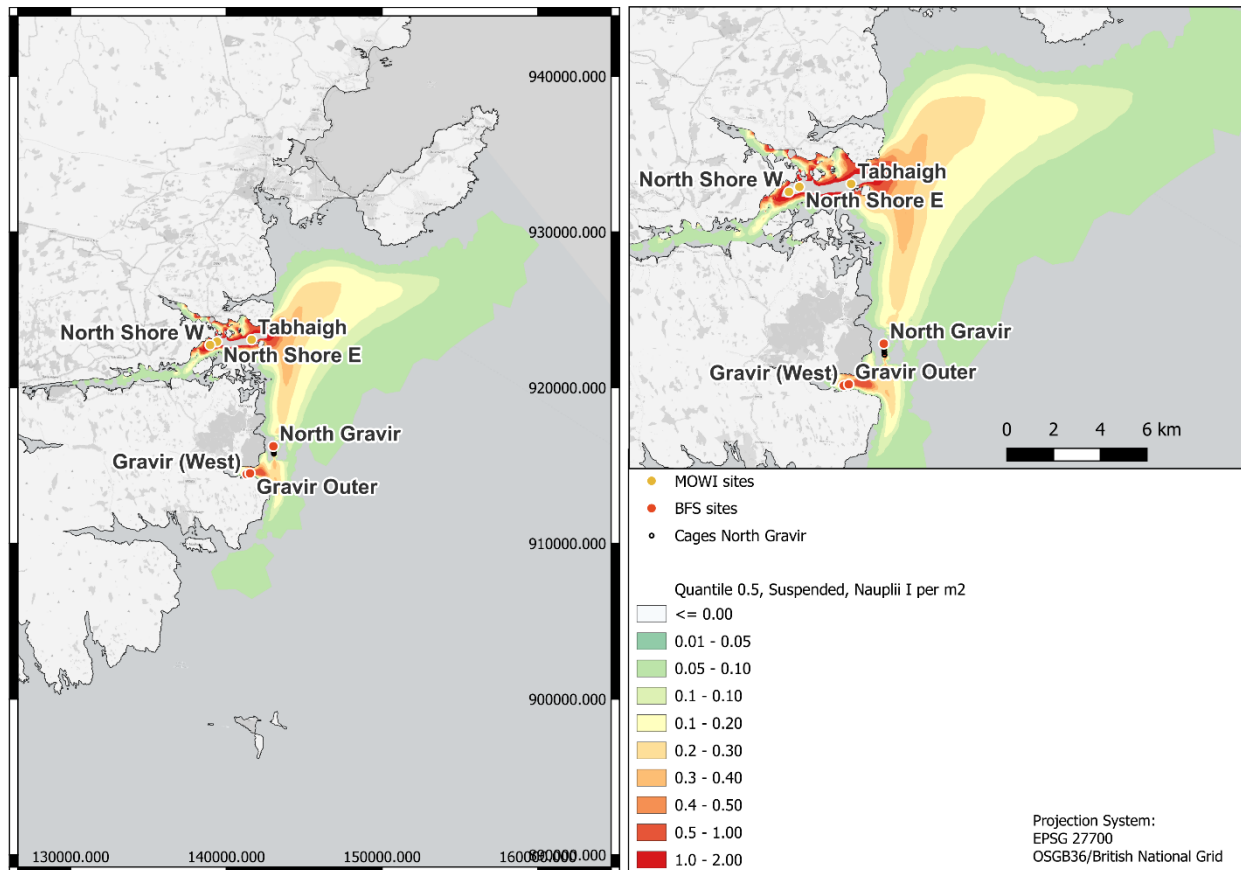 940000.000
930000.000
North Shore W
Tabhaigh
North Shore E
920000.000
North Gravir
Gravir (West)
Gravir Outer
910000.000
900000.000
130000.000
140000.000
150000.000
160000.000
North Shore W
Tabhaigh
North Shore E
North Gravir
Gravir (West)
Gravir Outer
0 2 4 6 km
MOWI sites
BFS sites
Cages North Gravir
Quantile 0.5, Suspended, Nauplii I per m2
<= 0.00
0.01 - 0.05
0.05 - 0.10
0.1 - 0.10
0.1 - 0.20
0.2 - 0.30
0.3 - 0.40
0.4 - 0.50
0.5 - 1.00
1.0 - 2.00
Projection System:
EPSG 27700
OSGB36/British National Grid